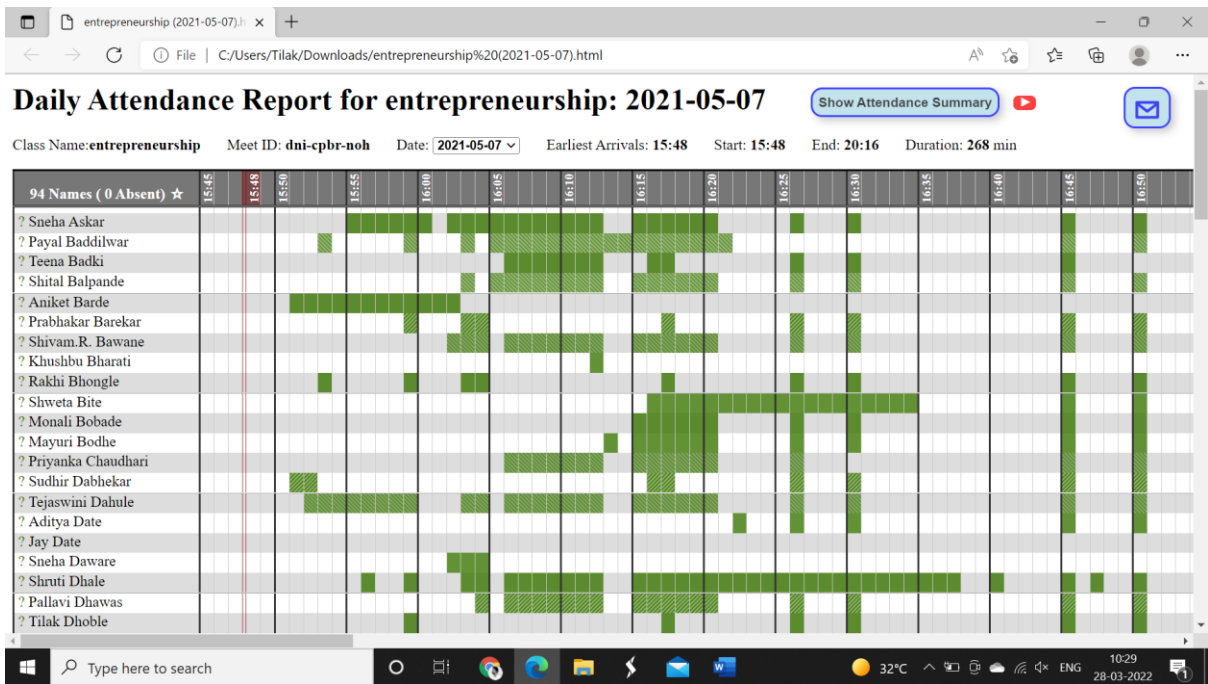 entrepreneurship (2021-05-07).h
File | C:/Users/Tilak/Downloads/entrepreneurship%20(2021-05-07).html
Daily Attendance Report for entrepreneurship: 2021-05-07
Show Attendance Summary
Class Name:entrepreneurship Meet ID: dni-cpbr-noh Date: 2021-05-07 Earliest Arrivals: 15:48 Start: 15:48 End: 20:16 Duration: 268 min
94 Names ( 0 Absent) ☆ 15:45 15:48 15:50 15:55 16:00 16:05 16:10 16:15 16:20 16:25 16:30 16:35 16:40 16:45 16:50
? Sneha Askar
? Payal Baddilwar
? Teena Badki
? Shital Balpande
? Aniket Barde
? Prabhakar Barekar
? Shivam.R. Bawane
? Khushbu Bharati
? Rakhi Bhongle
? Shweta Bite
? Monali Bobade
? Mayuri Bodhe
? Priyanka Chaudhari
? Sudhir Dabhekar
? Tejaswini Dahule
? Aditya Date
? Jay Date
? Sneha Daware
? Shruti Dhale
? Pallavi Dhawas
? Tilak Dhoble
Type here to search 32°C ENG 10:29
28-03-2022